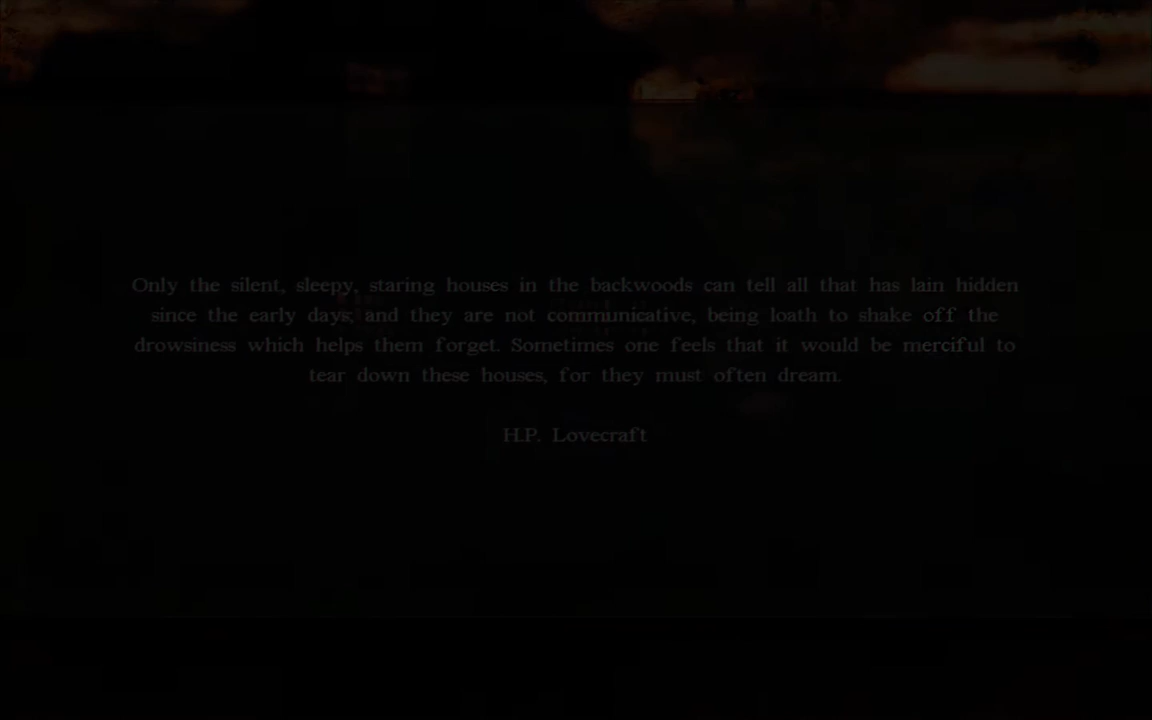 Only the silent, sleepy, staring houses in the backwoods can tell all that has lain hidden
since the early days; and they are not communicative, being loath to shake off the
drowsiness which helps them forget. Sometimes one feels that it would be merciful to
tear down these houses, for they must often dream.
H.P. Lovecraft